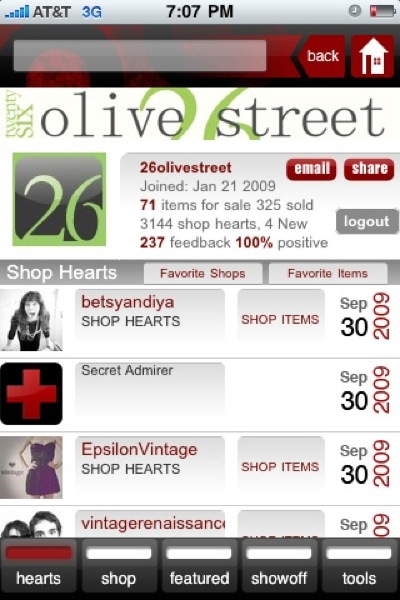 AT&T 3G 7:07 PM
back
twenty six olive 26 street
26
26olivestreet
email share
Joined: Jan 21 2009
71 items for sale 325 sold
3144 shop hearts, 4 New
logout
237 feedback 100% positive
Shop Hearts Favorite Shops Favorite Items
betsyandiya
SHOP HEARTS
SHOP ITEMS
Sep 30 2009
Secret Admirer
Sep 30 2009
EpsilonVintage
SHOP HEARTS
SHOP ITEMS
Sep 30 2009
vintage
vintagerenaissance
Sep
hearts shop featured showoff tools